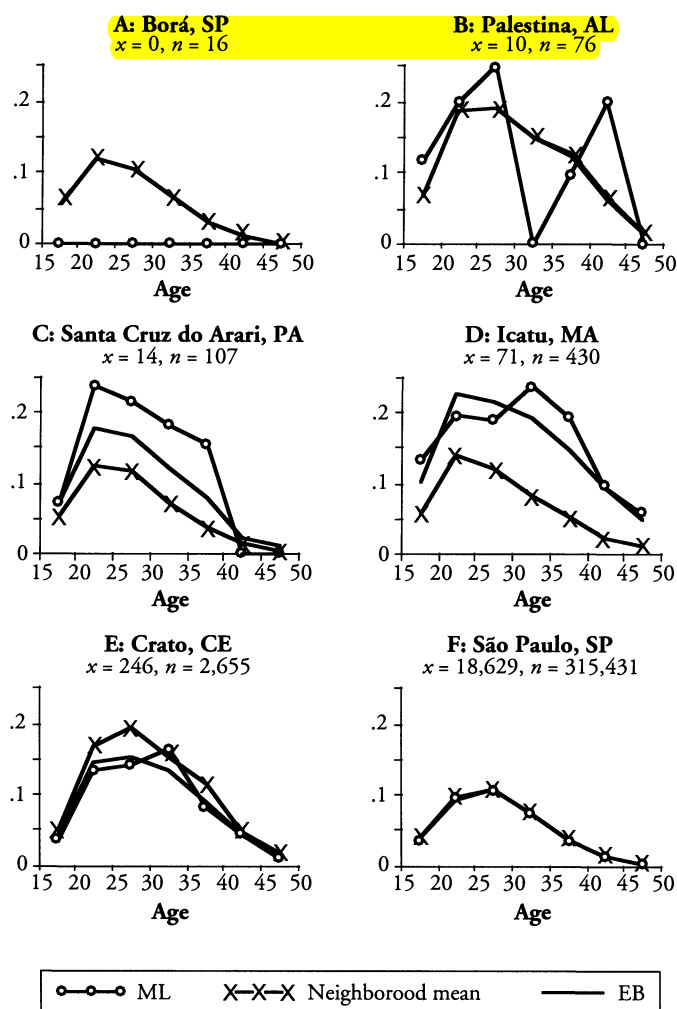 A: Borá, SP
x = 0, n = 16
B: Palestina, AL
x = 10, n = 76
.2
.1
0
15 20 25 30 35 40 45 50
Age
.2
.1
0
15 20 25 30 35 40 45 50
Age
C: Santa Cruz do Arari, PA
x = 14, n = 107
D: Icatu, MA
x = 71, n = 430
.2
.1
0
15 20 25 30 35 40 45 50
Age
.2
.1
0
15 20 25 30 35 40 45 50
Age
E: Crato, CE
x = 246, n = 2,655
F: São Paulo, SP
x = 18,629, n = 315,431
.2
.1
0
15 20 25 30 35 40 45 50
Age
.2
.1
0
15 20 25 30 35 40 45 50
Age
ML Neighborood mean EB